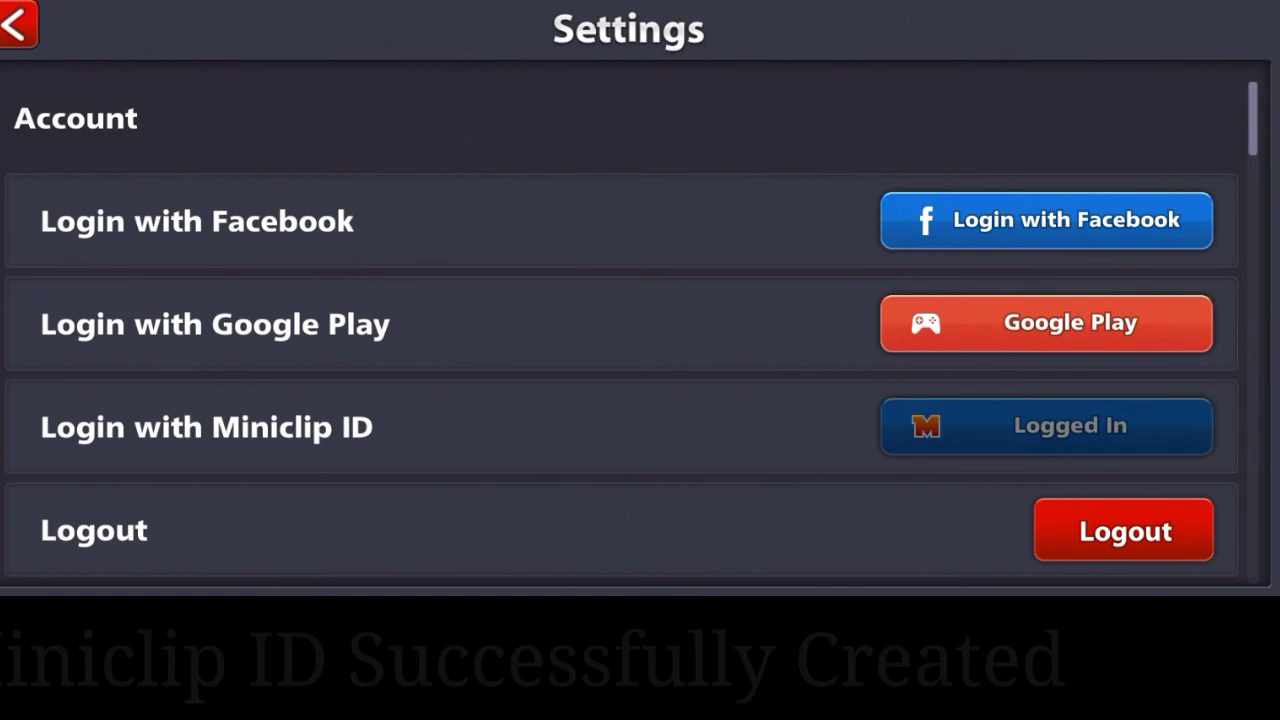 Settings
Account
Login with Facebook
Login with Facebook
Login with Google Play
Google Play
Login with Miniclip ID
Logged In
Logout
Logout
iniclip ID Successfully Created